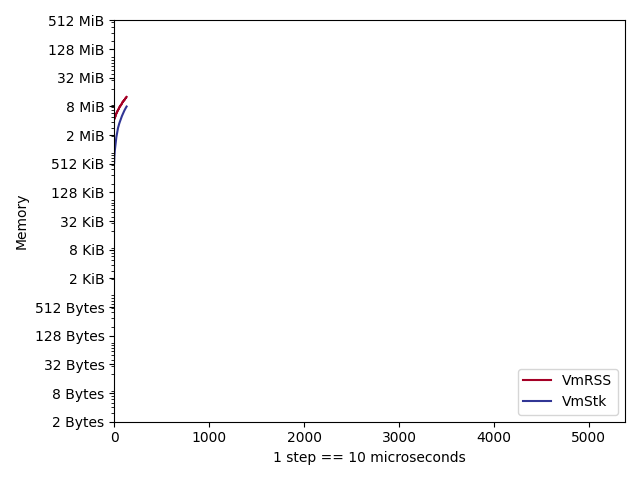 512 MiB
128 MiB
32 MiB
8 MiB
2 MiB
512 KiB
128 KiB
32 KiB
8 KiB
2 KiB
512 Bytes
128 Bytes
32 Bytes
8 Bytes
2 Bytes
Memory
VmRSS
VmStk
0 1000 2000 3000 4000 5000
1 step == 10 microseconds